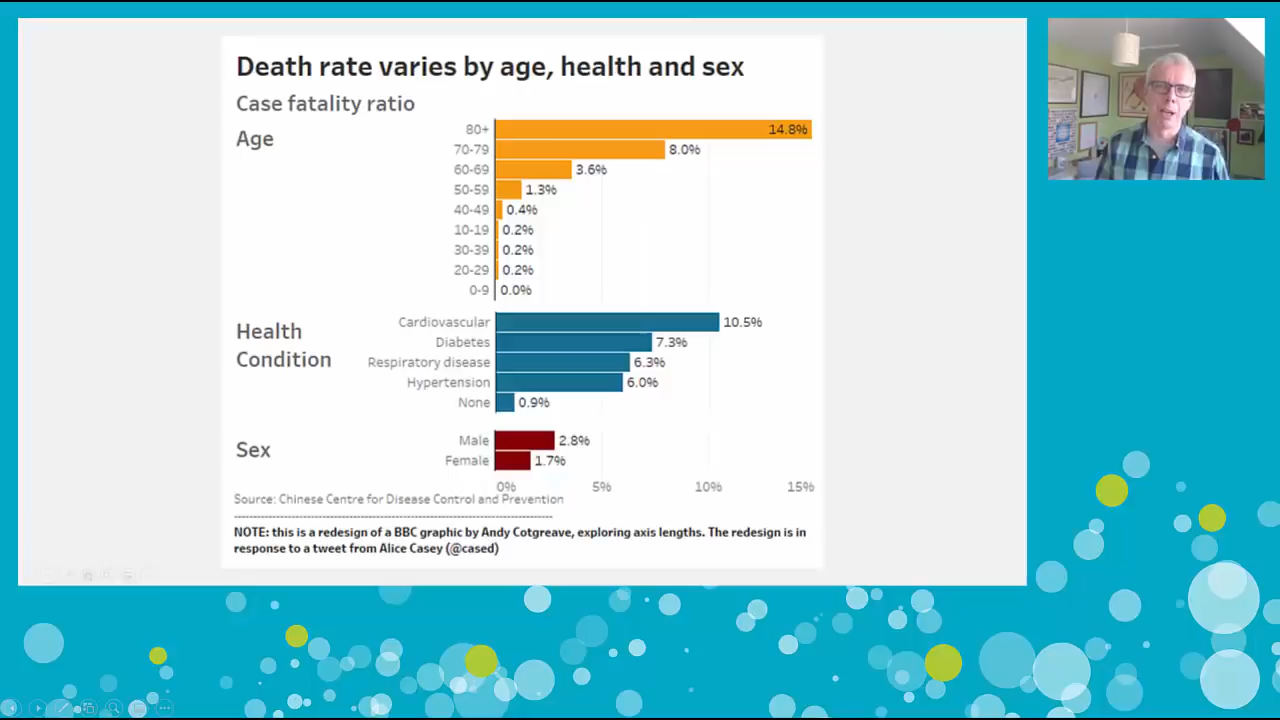 Death rate varies by age, health and sex
Case fatality ratio
Age
80+ 14.8%
70-79 8.0%
60-69 3.6%
50-59 1.3%
40-49 0.4%
10-19 0.2%
30-39 0.2%
20-29 0.2%
0-9 0.0%
Health
Condition
Cardiovascular 10.5%
Diabetes 7.3%
Respiratory disease 6.3%
Hypertension 6.0%
None 0.9%
Sex
Male 2.8%
Female 1.7%
0% 5% 10% 15%
Source: Chinese Centre for Disease Control and Prevention
NOTE: this is a redesign of a BBC graphic by Andy Cotgreave, exploring axis lengths. The redesign is in
response to a tweet from Alice Casey (@cased)